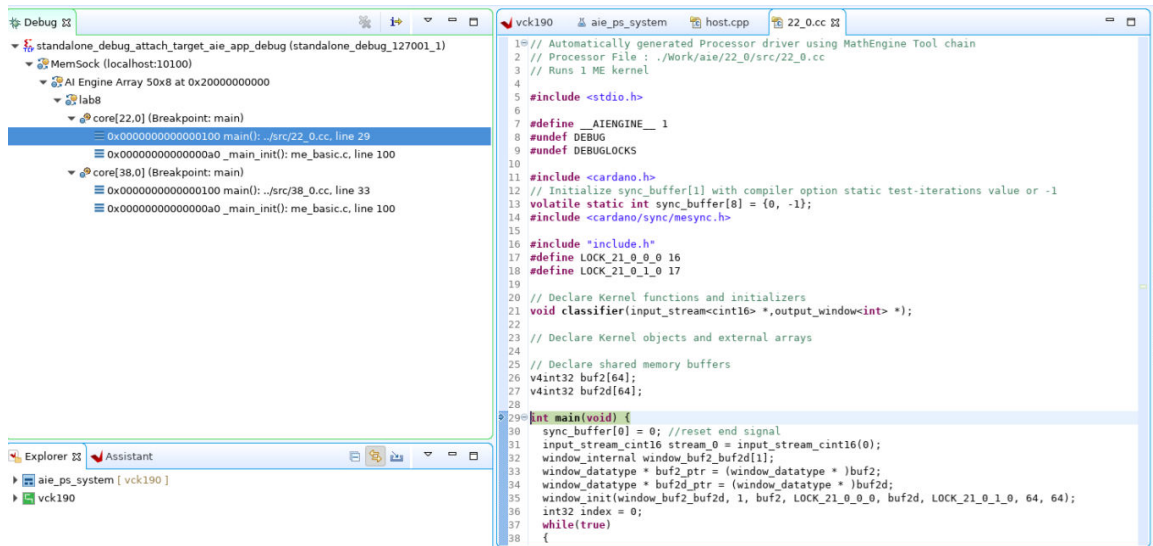 Debug
standalone_debug_attach_target_aie_app_debug (standalone_debug_127001_1)
MemSock (localhost:10100)
AI Engine Array 50x8 at 0x20000000000
lab8
core[22,0] (Breakpoint: main)
0x0000000000000100 main(): ../src/22_0.cc, line 29
0x00000000000000a0 _main_init(): me_basic.c, line 100
core[38,0] (Breakpoint: main)
0x0000000000000100 main(): ../src/38_0.cc, line 33
0x00000000000000a0 _main_init(): me_basic.c, line 100
Explorer Assistant
aie_ps_system [ vck190 ]
vck190
vck190 aie_ps_system host.cpp 22_0.cc
1 // Automatically generated Processor driver using MathEngine Tool chain
2 // Processor File : ./Work/aie/22_0/src/22_0.cc
3 // Runs 1 ME kernel
4
5 #include <stdio.h>
6
7 #define __AIENGINE__ 1
8 #undef DEBUG
9 #undef DEBUGLOCKS
10
11 #include <cardano.h>
12 // Initialize sync_buffer[1] with compiler option static test-iterations value or -1
13 volatile static int sync_buffer[8] = {0, -1};
14 #include <cardano/sync/mesync.h>
15
16 #include "include.h"
17 #define LOCK_21_0_0_0 16
18 #define LOCK_21_0_1_0 17
19
20 // Declare Kernel functions and initializers
21 void classifier(input_stream<cint16> *,output_window<int> *);
22
23 // Declare Kernel objects and external arrays
24
25 // Declare shared memory buffers
26 v4int32 buf2[64];
27 v4int32 buf2d[64];
28
29 int main(void) {
30 sync_buffer[0] = 0; //reset end signal
31 input_stream_cint16 stream_0 = input_stream_cint16(0);
32 window_internal window_buf2_buf2d[1];
33 window_datatype * buf2_ptr = (window_datatype * )buf2;
34 window_datatype * buf2d_ptr = (window_datatype * )buf2d;
35 window_init(window_buf2_buf2d, 1, buf2, LOCK_21_0_0_0, buf2d, LOCK_21_0_1_0, 64, 64);
36 int32 index = 0;
37 while(true)
38 {